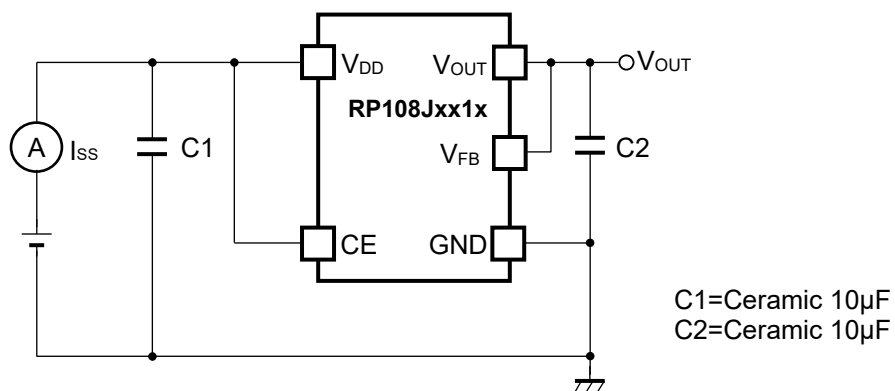 VDD
VOUT
VOUT
RP108Jxx1x
A
ISS
C1
VFB
C2
CE
GND
C1=Ceramic 10μF
C2=Ceramic 10μF